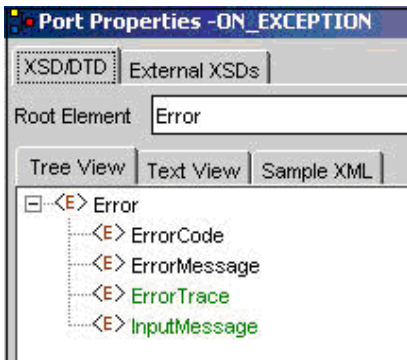 Port Properties -ON_EXCEPTION
XSD/DTD External XSDs
Root Element Error
Tree View Text View Sample XML
<E> Error
<E> ErrorCode
<E> ErrorMessage
<E> ErrorTrace
<E> InputMessage